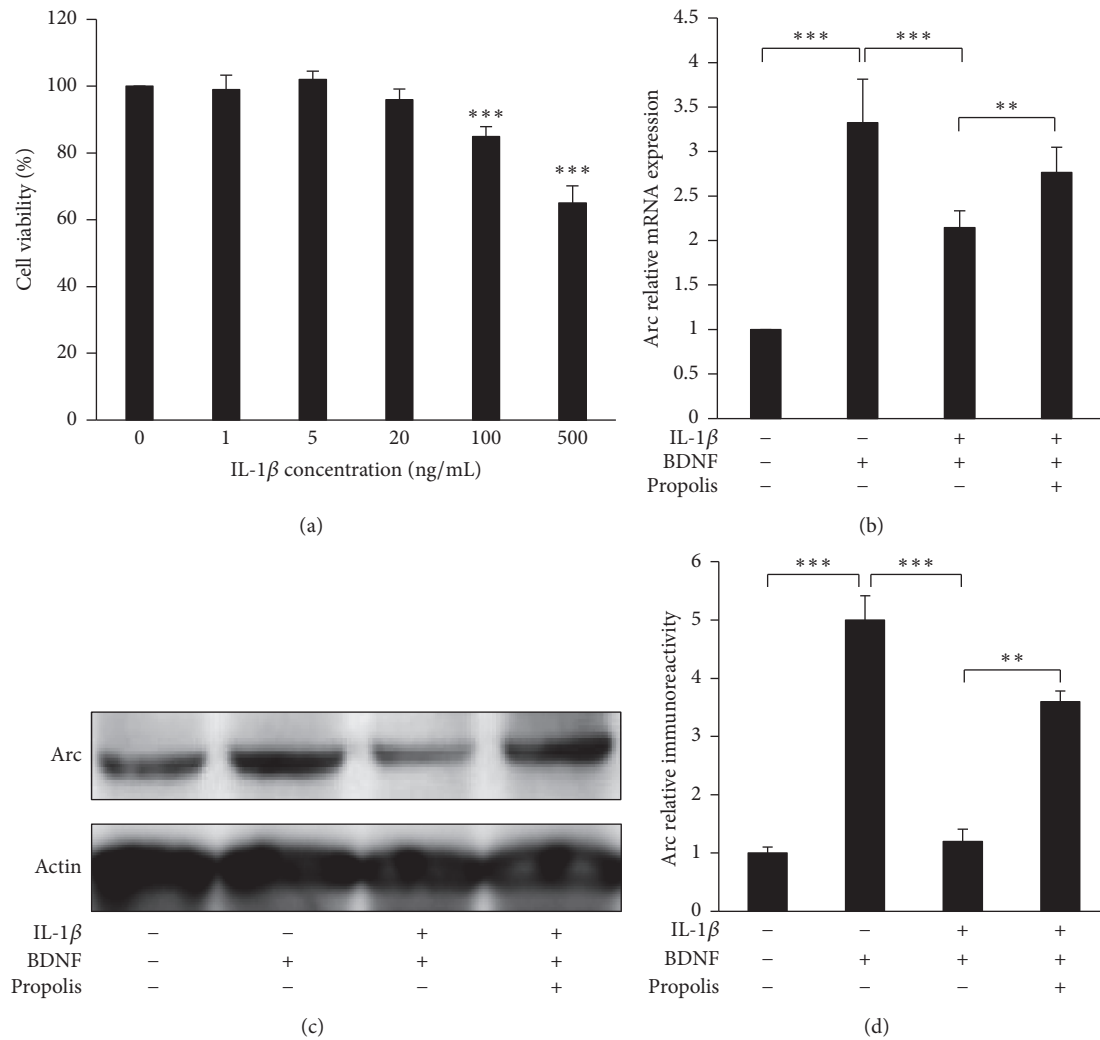 120
100
80
60
40
20
0
Cell viability (%)
***
***
0 1 5 20 100 500
IL-1β concentration (ng/mL)
(a)
4.5
4
3.5
3
2.5
2
1.5
1
0.5
0
Arc relative mRNA expression
*** ***
**
IL-1β − − + +
BDNF − + + +
Propolis − − − +
(b)
Arc
Actin
IL-1β − − + +
BDNF − + + +
Propolis − − − +
(c)
6
5
4
3
2
1
0
Arc relative immunoreactivity
*** ***
**
IL-1β − − + +
BDNF − + + +
Propolis − − − +
(d)